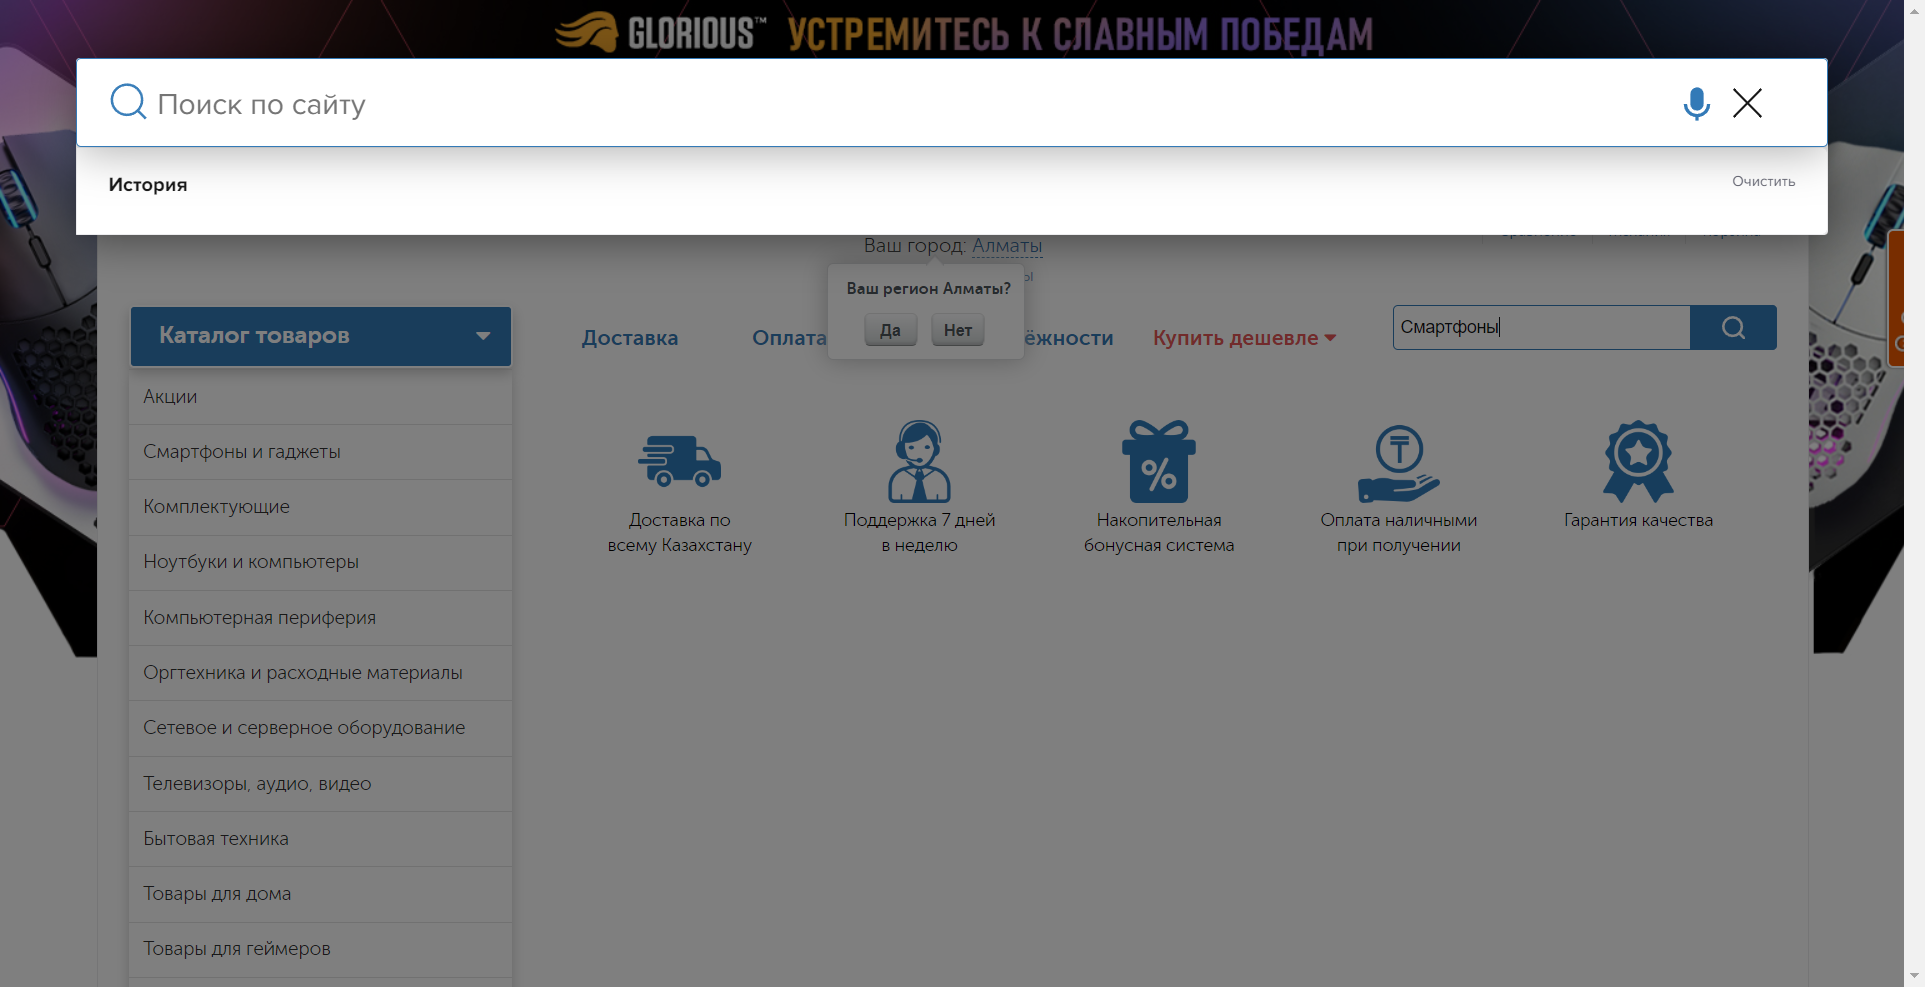 GLORIOUS™ УСТРЕМИТЕСЬ К СЛАВНЫМ ПОБЕДАМ
Поиск по сайту
История
Очистить
Ваш город: Алматы
Ваш регион Алматы?
Да
Нет
Каталог товаров
Доставка
Оплата
Купить дешевле
Смартфоны
Акции
Смартфоны и гаджеты
Комплектующие
Ноутбуки и компьютеры
Компьютерная периферия
Оргтехника и расходные материалы
Сетевое и серверное оборудование
Телевизоры, аудио, видео
Бытовая техника
Товары для дома
Товары для геймеров
Доставка по
всему Казахстану
Поддержка 7 дней
в неделю
Накопительная
бонусная система
Оплата наличными
при получении
Гарантия качества